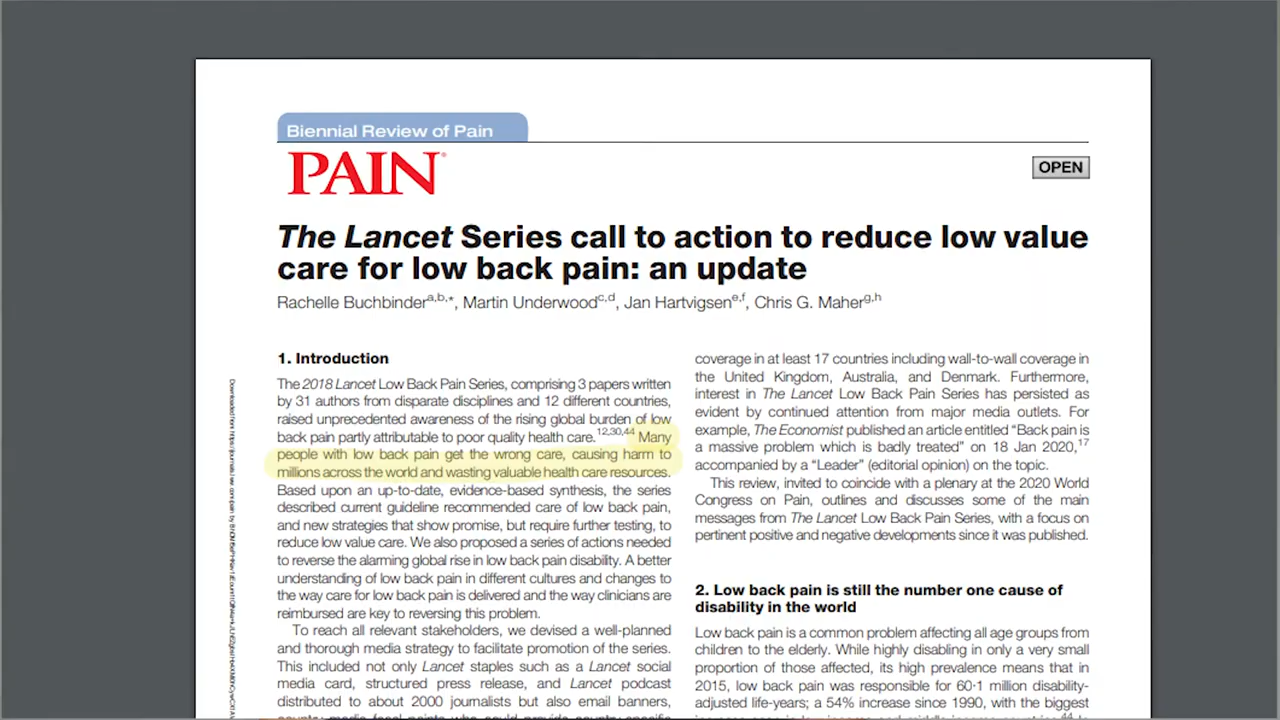 Biennial Review of Pain
PAIN®
OPEN
The Lancet Series call to action to reduce low value
care for low back pain: an update
Rachelle Buchbinderᵃ,ᵇ,*, Martin Underwoodᶜ,ᵈ, Jan Hartvigsenᵉ,ᶠ, Chris G. Maherᵍ,ʰ
1. Introduction
The 2018 Lancet Low Back Pain Series, comprising 3 papers written
by 31 authors from disparate disciplines and 12 different countries,
raised unprecedented awareness of the rising global burden of low
back pain partly attributable to poor quality health care.¹²,³⁰,⁴⁴ Many
people with low back pain get the wrong care, causing harm to
millions across the world and wasting valuable health care resources.
Based upon an up-to-date, evidence-based synthesis, the series
described current guideline recommended care of low back pain,
and new strategies that show promise, but require further testing, to
reduce low value care. We also proposed a series of actions needed
to reverse the alarming global rise in low back pain disability. A better
understanding of low back pain in different cultures and changes to
the way care for low back pain is delivered and the way clinicians are
reimbursed are key to reversing this problem.
To reach all relevant stakeholders, we devised a well-planned
and thorough media strategy to facilitate promotion of the series.
This included not only Lancet staples such as a Lancet social
media card, structured press release, and Lancet podcast
distributed to about 2000 journalists but also email banners,
coverage in at least 17 countries including wall-to-wall coverage in
the United Kingdom, Australia, and Denmark. Furthermore,
interest in The Lancet Low Back Pain Series has persisted as
evident by continued attention from major media outlets. For
example, The Economist published an article entitled “Back pain is
a massive problem which is badly treated” on 18 Jan 2020,¹⁷
accompanied by a “Leader” (editorial opinion) on the topic.
This review, invited to coincide with a plenary at the 2020 World
Congress on Pain, outlines and discusses some of the main
messages from The Lancet Low Back Pain Series, with a focus on
pertinent positive and negative developments since it was published.
2. Low back pain is still the number one cause of
disability in the world
Low back pain is a common problem affecting all age groups from
children to the elderly. While highly disabling in only a very small
proportion of those affected, its high prevalence means that in
2015, low back pain was responsible for 60·1 million disability-
adjusted life-years; a 54% increase since 1990, with the biggest